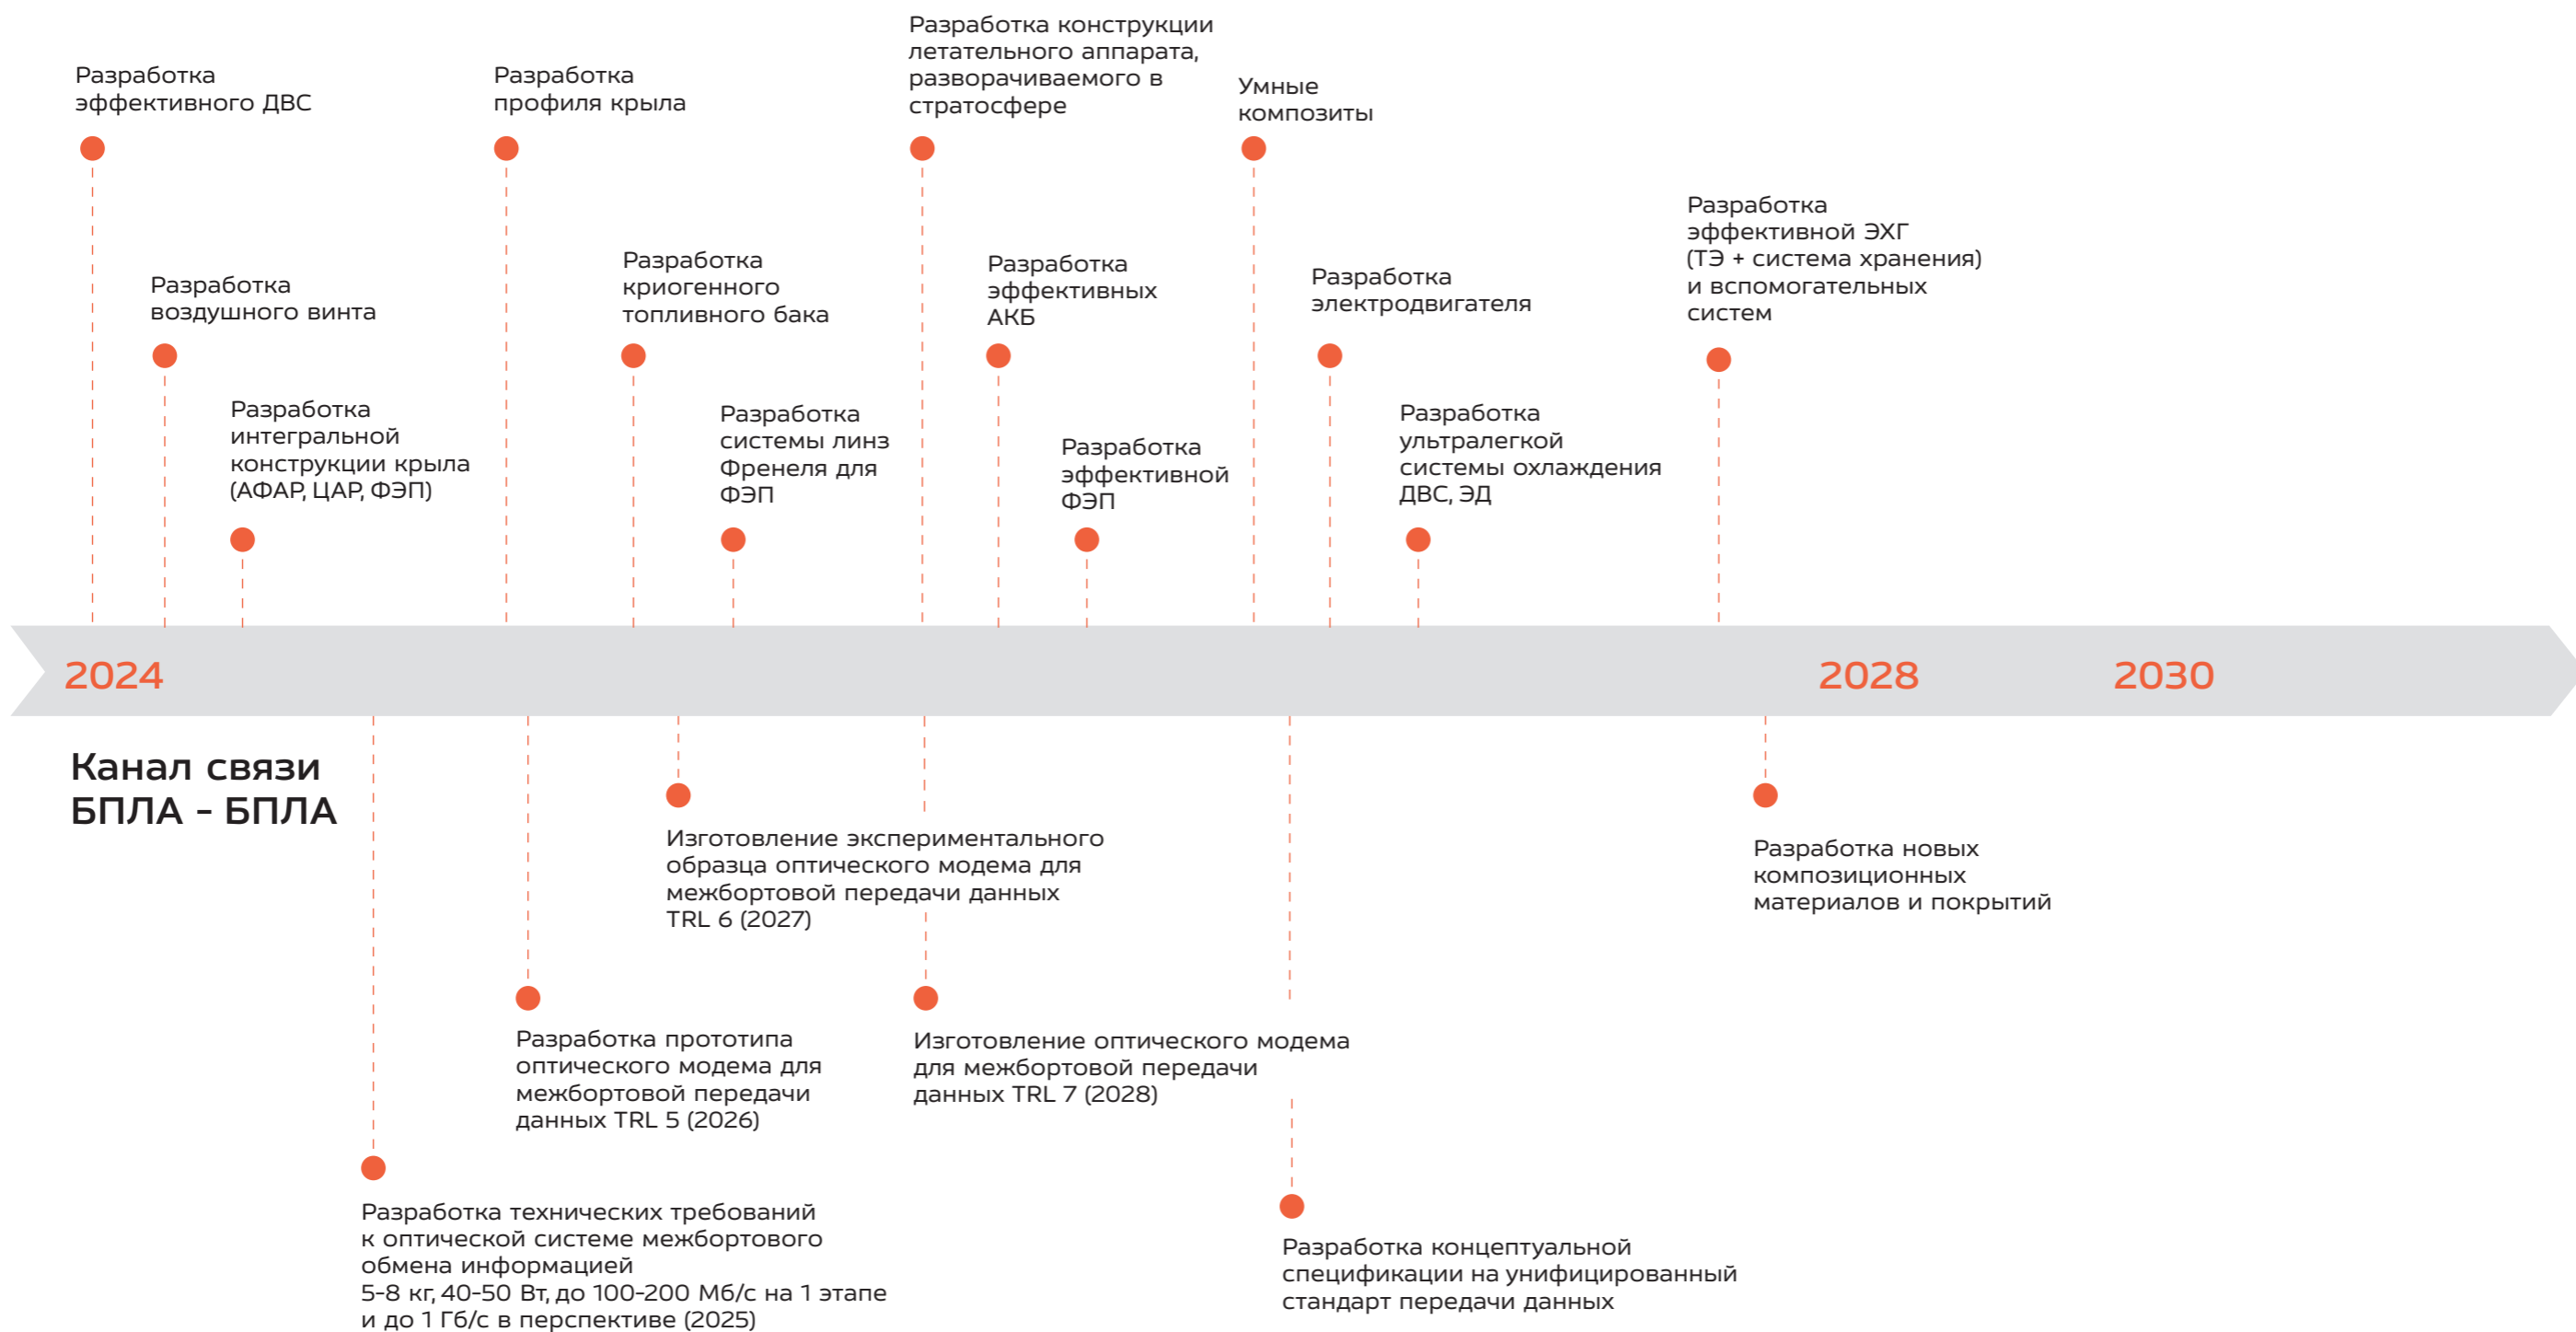 Разработка
эффективного ДВС
Разработка
воздушного винта
Разработка
интегральной
конструкции крыла
(АФАР, ЦАР, ФЭП)
Разработка
профиля крыла
Разработка
криогенного
топливного бака
Разработка
системы линз
Френеля для
ФЭП
Разработка конструкции
летательного аппарата,
разворачиваемого в
стратосфере
Разработка
эффективных
АКБ
Разработка
эффективной
ФЭП
Умные
композиты
Разработка
электродвигателя
Разработка
ультралегкой
системы охлаждения
ДВС, ЭД
Разработка
эффективной ЭХГ
(ТЭ + система хранения)
и вспомогательных
систем
2024
2028
2030
Канал связи
БПЛА - БПЛА
Разработка технических требований
к оптической системе межбортового
обмена информацией
5-8 кг, 40-50 Вт, до 100-200 Мб/с на 1 этапе
и до 1 Гб/с в перспективе (2025)
Разработка прототипа
оптического модема для
межбортовой передачи
данных TRL 5 (2026)
Изготовление экспериментального
образца оптического модема для
межбортовой передачи данных
TRL 6 (2027)
Изготовление оптического модема
для межбортовой передачи
данных TRL 7 (2028)
Разработка концептуальной
спецификации на унифицированный
стандарт передачи данных
Разработка новых
композиционных
материалов и покрытий